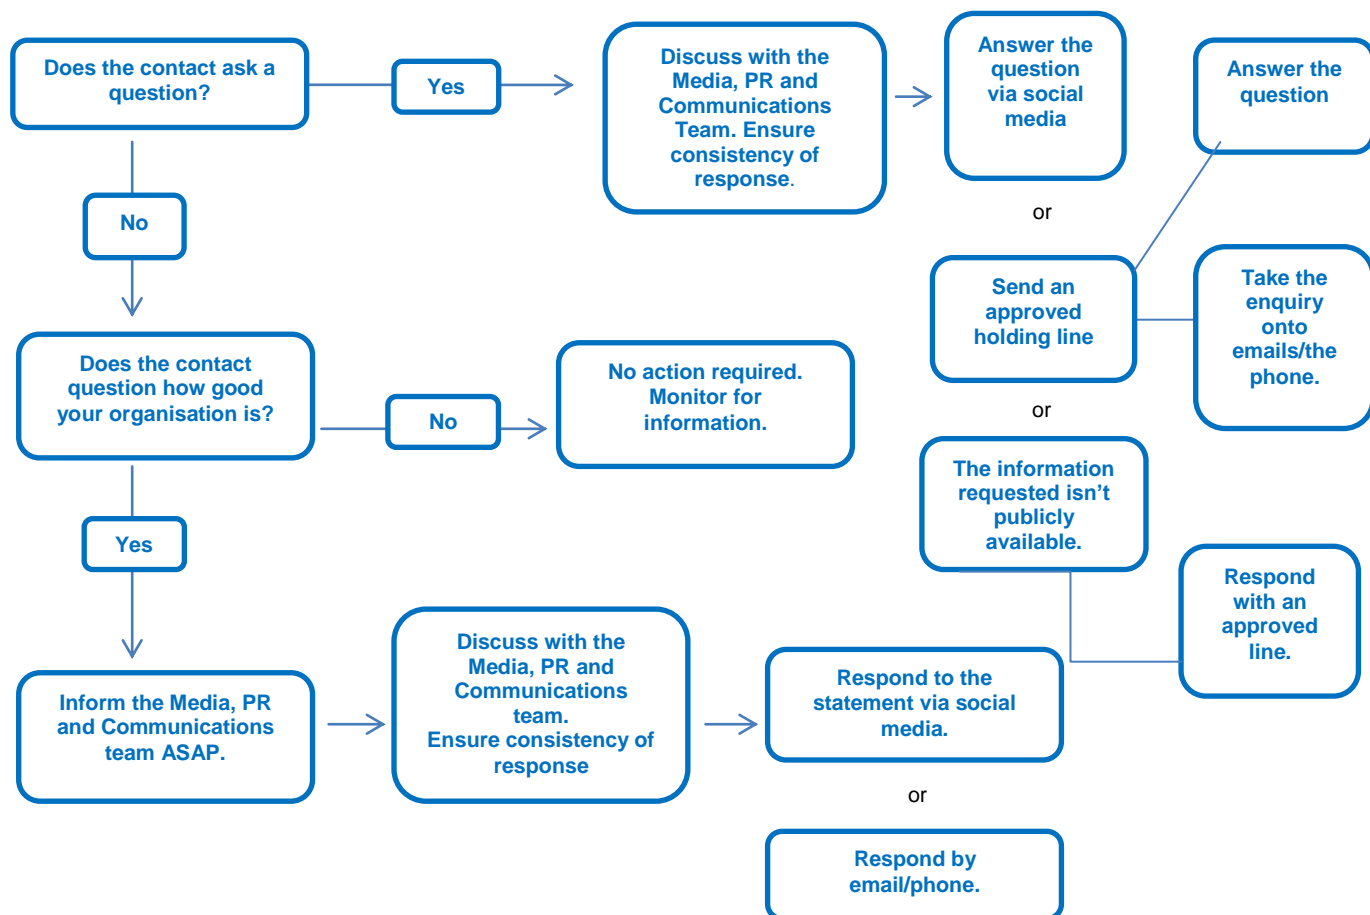 Does the contact ask a
question?
Yes
Discuss with the
Media, PR and
Communications
Team. Ensure
consistency of
response.
Answer the
question
via social
media
Answer the
question
No
or
Send an
approved
holding line
Take the
enquiry
onto
emails/the
phone.
Does the contact
question how good
your organisation is?
No
No action required.
Monitor for
information.
or
The information
requested isn’t
publicly
available.
Yes
Respond
with an
approved
line.
Inform the Media, PR
and Communications
team ASAP.
Discuss with the
Media, PR and
Communications
team.
Ensure consistency of
response
Respond to the
statement via social
media.
or
Respond by
email/phone.